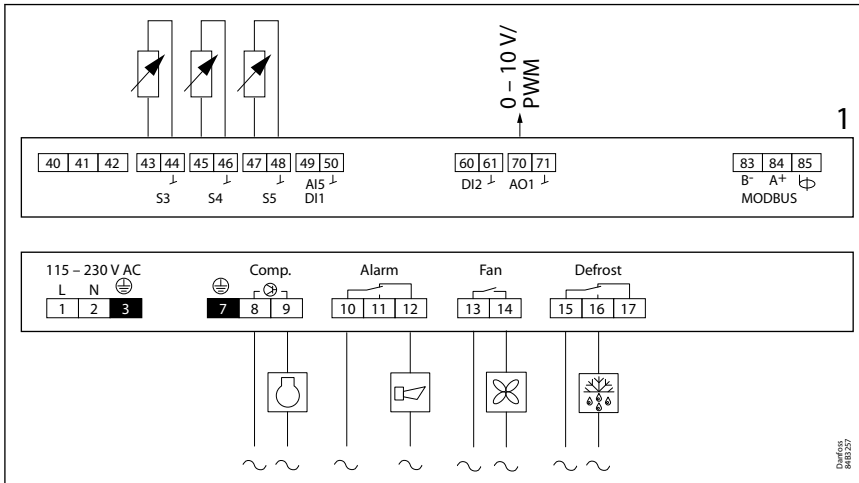 0 – 10 V/
PWM
1
40 41 42 43 44 45 46 47 48 49 50 60 61 70 71 83 84 85
S3 S4 S5 AI5 DI2 AO1 B- A+
DI1 MODBUS
115 – 230 V AC Comp. Alarm Fan Defrost
L N
1 2 3 7 8 9 10 11 12 13 14 15 16 17
Danfoss
84B3257